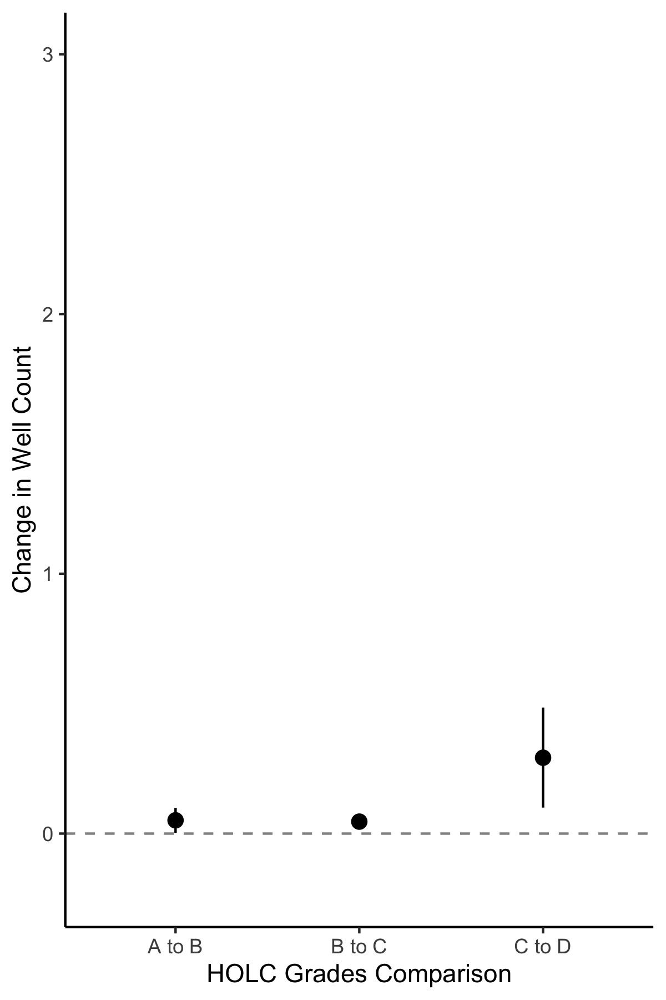 3
2
1
0
Change in Well Count
A to B
B to C
C to D
HOLC Grades Comparison